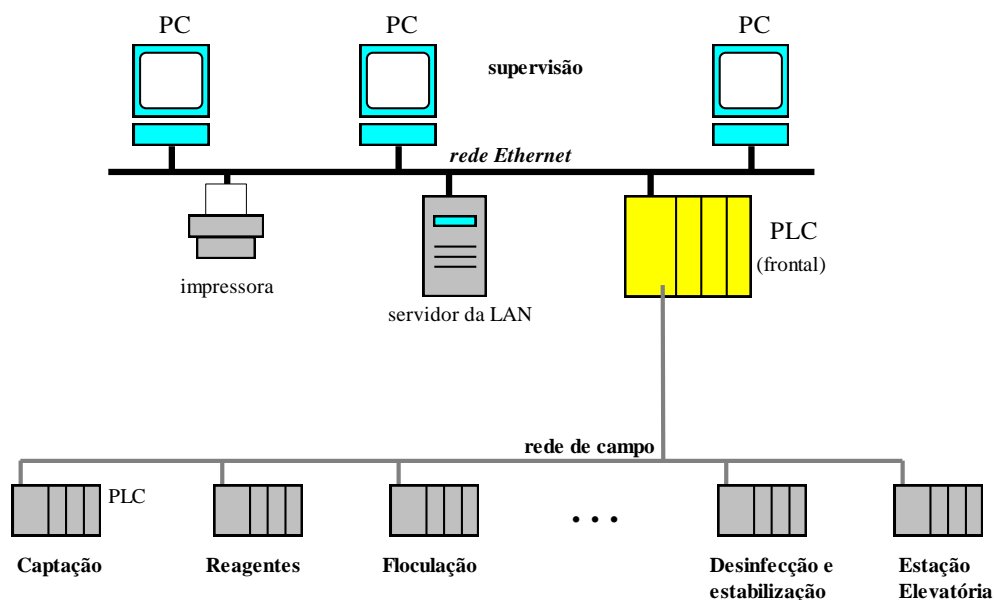 PC
PC
PC
supervisão
rede Ethernet
PLC
(frontal)
impressora
servidor da LAN
rede de campo
PLC
. . .
Captação
Reagentes
Floculação
Desinfecção e
estabilização
Estação
Elevatória